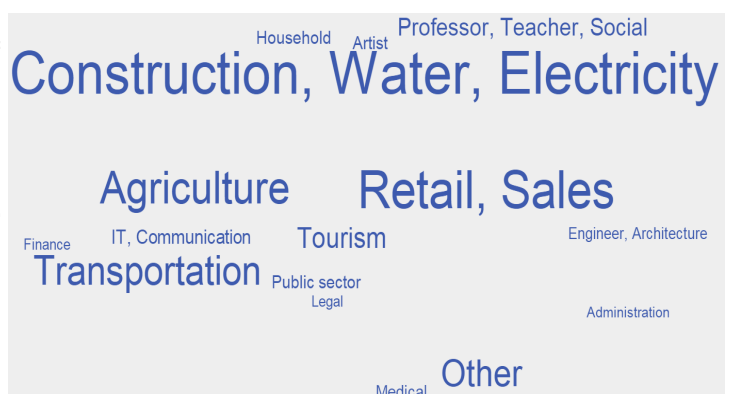 Professor, Teacher, Social
Household
Artist
Construction, Water, Electricity
Agriculture
Retail, Sales
Finance
IT, Communication
Tourism
Engineer, Architecture
Transportation
Public sector
Legal
Administration
Other
Medical